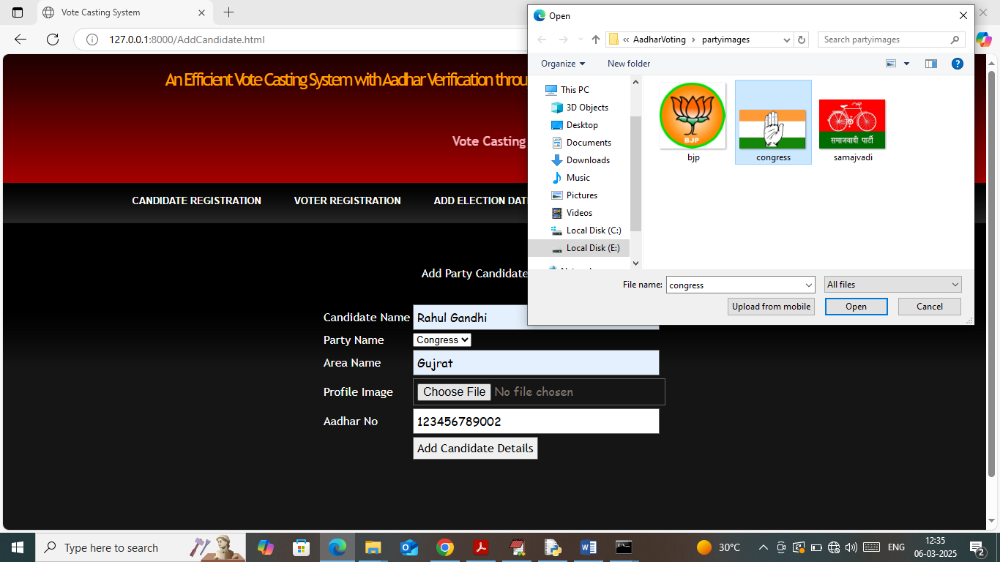 Vote Casting System
127.0.0.1:8000/AddCandidate.html
An Efficient Vote Casting System with Aadhar Verification throu
Vote Casting
CANDIDATE REGISTRATION
VOTER REGISTRATION
ADD ELECTION DAT
Add Party Candidate
Candidate Name Rahul Gandhi
Party Name Congress
Area Name Gujrat
Profile Image Choose File No file chosen
Aadhar No 123456789002
Add Candidate Details
Open
« AadharVoting › partyimages
Search partyimages
Organize
New folder
This PC
3D Objects
Desktop
Documents
Downloads
Music
Pictures
Videos
Local Disk (C:)
Local Disk (E:)
BJP
bjp
congress
समाजवादी पार्टी
samajvadi
File name: congress
All files
Upload from mobile
Open
Cancel
Type here to search
30°C
ENG
12:35
06-03-2025
2